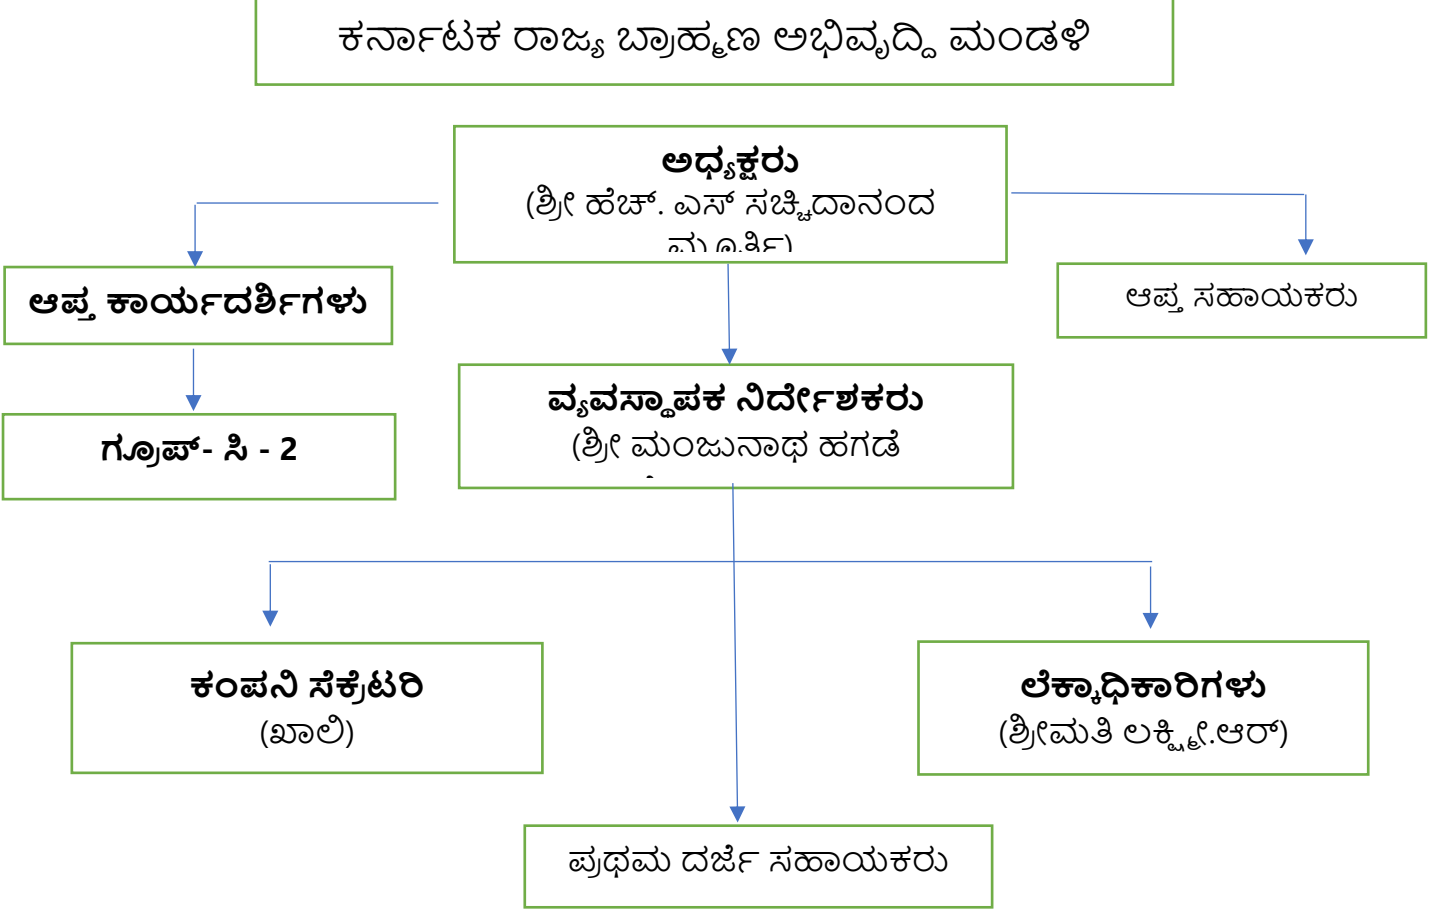 ಕರ್ನಾಟಕ ರಾಜ್ಯ ಬ್ರಾಹ್ಮಣ ಅಭಿವೃದ್ದಿ ಮಂಡಳಿ
ಅಧ್ಯಕ್ಷರು
(ಶ್ರೀ ಹೆಚ್. ಎಸ್ ಸಚ್ಚಿದಾನಂದ
ಮೂರ್ತಿ)
ಆಪ್ತ ಕಾರ್ಯದರ್ಶಿಗಳು
ಆಪ್ತ ಸಹಾಯಕರು
ವ್ಯವಸ್ಥಾಪಕ ನಿರ್ದೇಶಕರು
(ಶ್ರೀ ಮಂಜುನಾಥ ಹಗಡೆ
ಗ್ರೂಪ್- ಸಿ - 2
ಕಂಪನಿ ಸೆಕ್ರೆಟರಿ
(ಖಾಲಿ)
ಲೆಕ್ಕಾಧಿಕಾರಿಗಳು
(ಶ್ರೀಮತಿ ಲಕ್ಷ್ಮೀ.ಆರ್)
ಪ್ರಥಮ ದರ್ಜೆ ಸಹಾಯಕರು